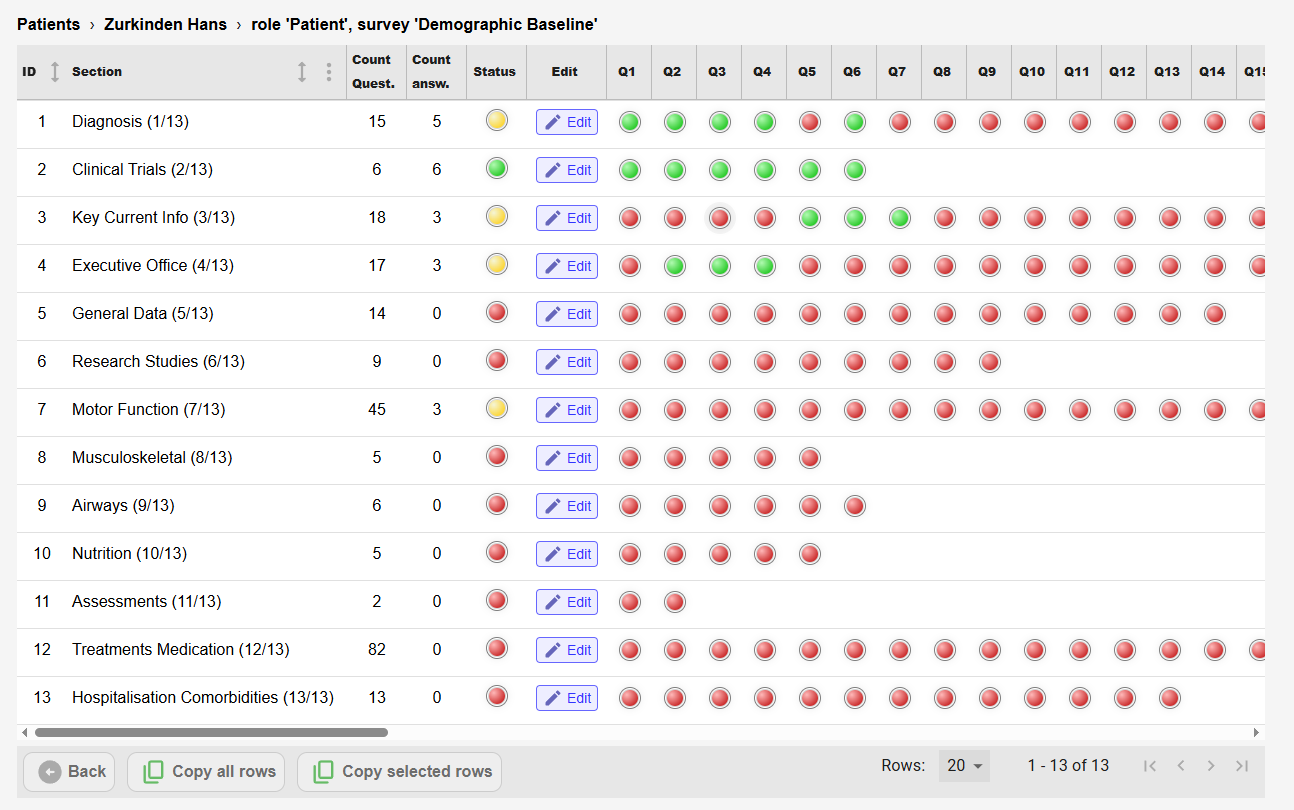 Patients › Zurkinden Hans › role 'Patient', survey 'Demographic Baseline'
ID Section Count Quest. Count answ. Status Edit Q1 Q2 Q3 Q4 Q5 Q6 Q7 Q8 Q9 Q10 Q11 Q12 Q13 Q14 Q15
1 Diagnosis (1/13) 15 5 Edit
2 Clinical Trials (2/13) 6 6 Edit
3 Key Current Info (3/13) 18 3 Edit
4 Executive Office (4/13) 17 3 Edit
5 General Data (5/13) 14 0 Edit
6 Research Studies (6/13) 9 0 Edit
7 Motor Function (7/13) 45 3 Edit
8 Musculoskeletal (8/13) 5 0 Edit
9 Airways (9/13) 6 0 Edit
10 Nutrition (10/13) 5 0 Edit
11 Assessments (11/13) 2 0 Edit
12 Treatments Medication (12/13) 82 0 Edit
13 Hospitalisation Comorbidities (13/13) 13 0 Edit
Back Copy all rows Copy selected rows Rows: 20 1 - 13 of 13